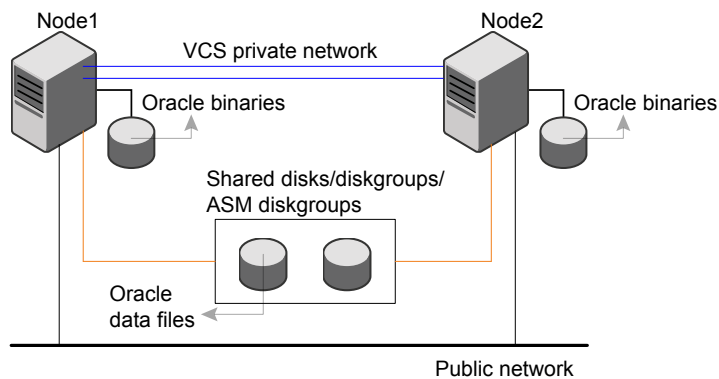 Node1
Node2
VCS private network
Oracle binaries
Oracle binaries
Shared disks/diskgroups/
ASM diskgroups
Oracle
data files
Public network